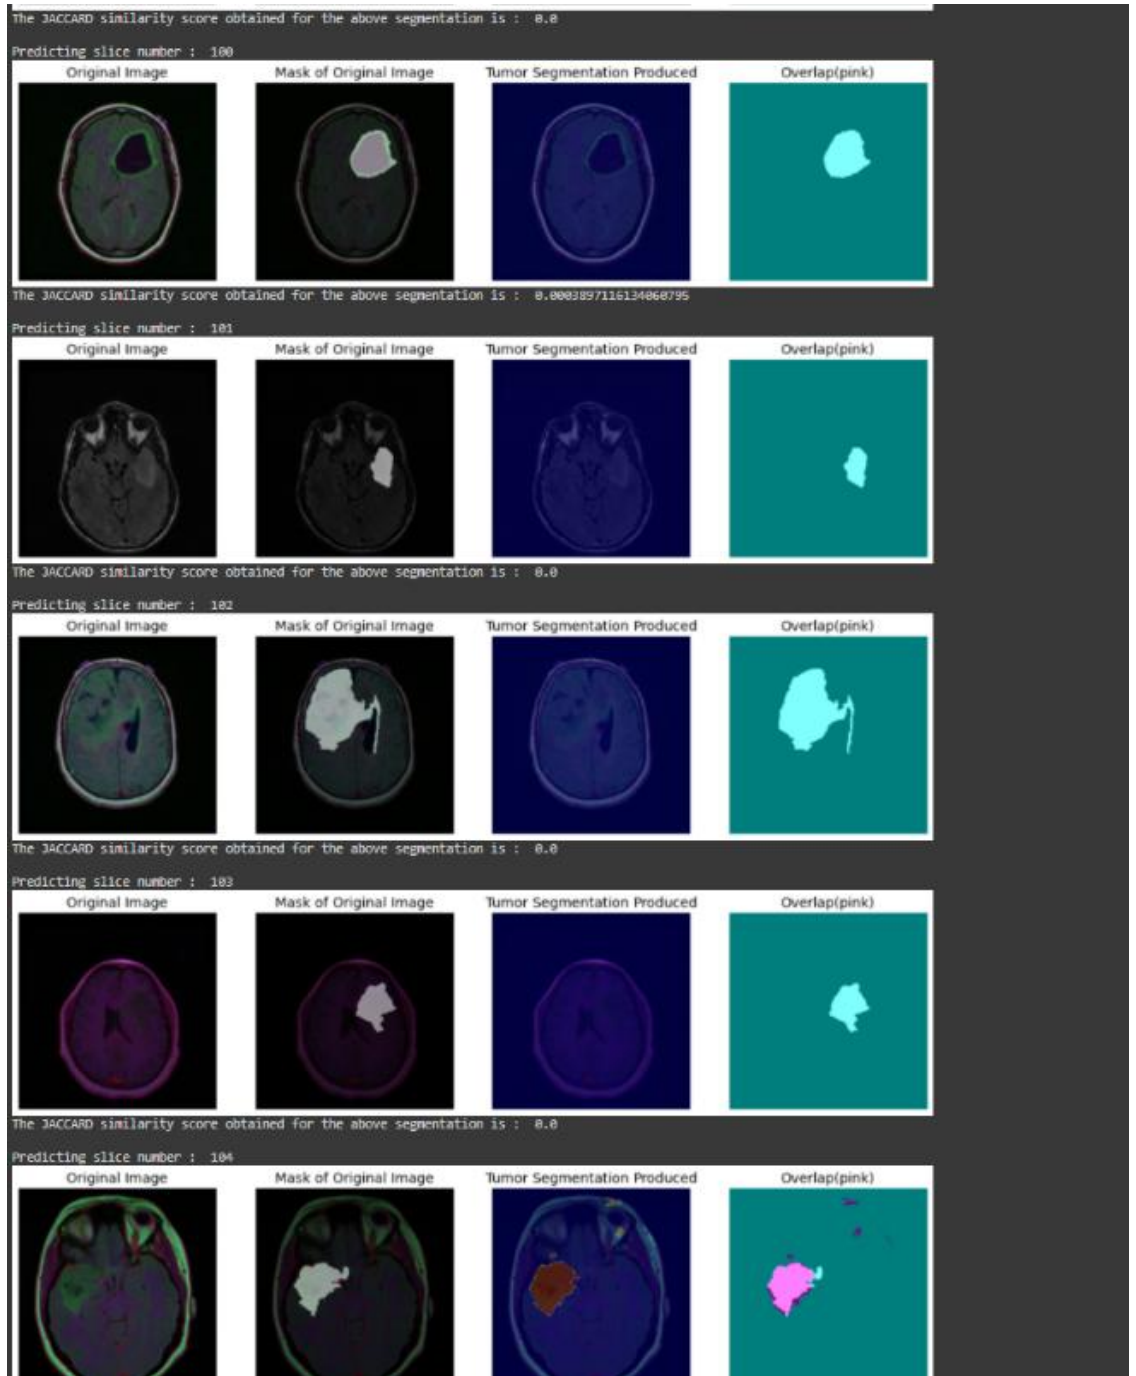 The JACCARD similarity score obtained for the above segmentation is : 0.0
Predicting slice number : 100
Original Image Mask of Original Image Tumor Segmentation Produced Overlap(pink)
The JACCARD similarity score obtained for the above segmentation is : 0.0003897116134060795
Predicting slice number : 101
Original Image Mask of Original Image Tumor Segmentation Produced Overlap(pink)
The JACCARD similarity score obtained for the above segmentation is : 0.0
Predicting slice number : 102
Original Image Mask of Original Image Tumor Segmentation Produced Overlap(pink)
The JACCARD similarity score obtained for the above segmentation is : 0.0
Predicting slice number : 103
Original Image Mask of Original Image Tumor Segmentation Produced Overlap(pink)
The JACCARD similarity score obtained for the above segmentation is : 0.0
Predicting slice number : 104
Original Image Mask of Original Image Tumor Segmentation Produced Overlap(pink)